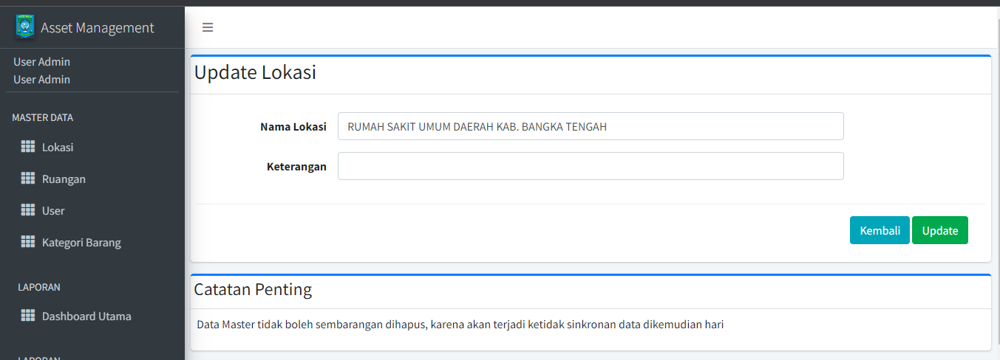 Asset Management
User Admin
User Admin
MASTER DATA
Lokasi
Ruangan
User
Kategori Barang
LAPORAN
Dashboard Utama
LAPORAN
Update Lokasi
Nama Lokasi RUMAH SAKIT UMUM DAERAH KAB. BANGKA TENGAH
Keterangan
Kembali Update
Catatan Penting
Data Master tidak boleh sembarangan dihapus, karena akan terjadi ketidak sinkronan data dikemudian hari